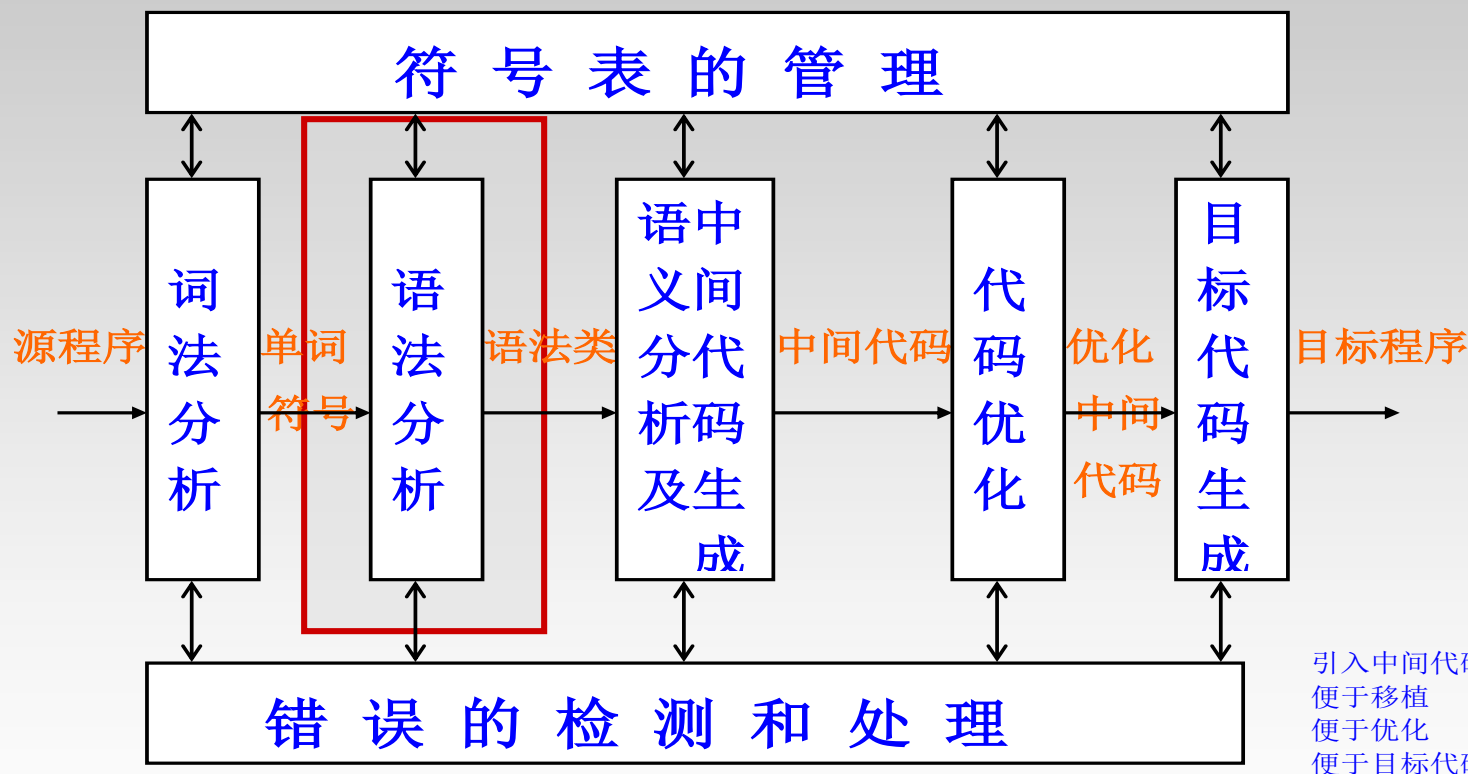 符号表的管理
源程序
词法分析
单词
符号
语法分析
语法类
语义分析及
中间代码生成
中间代码
代码优化
优化
中间
代码
目标代码生成
目标程序
错误的检测和处理
引入中间代码
便于移植
便于优化
便于目标代码